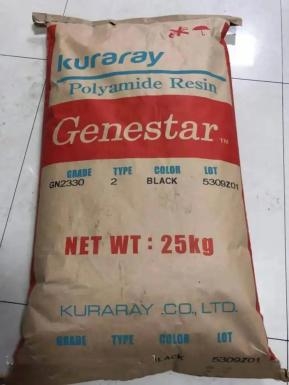 kuraray
Polyamide Resin
Genestar™
GRADE TYPE COLOR LOT
GN2330 2 BLACK 5309Z01
NET WT : 25kg
KURARAY .CO., LTD.
GRADE TYPE COLOR LOT
BLACK 5309Z01